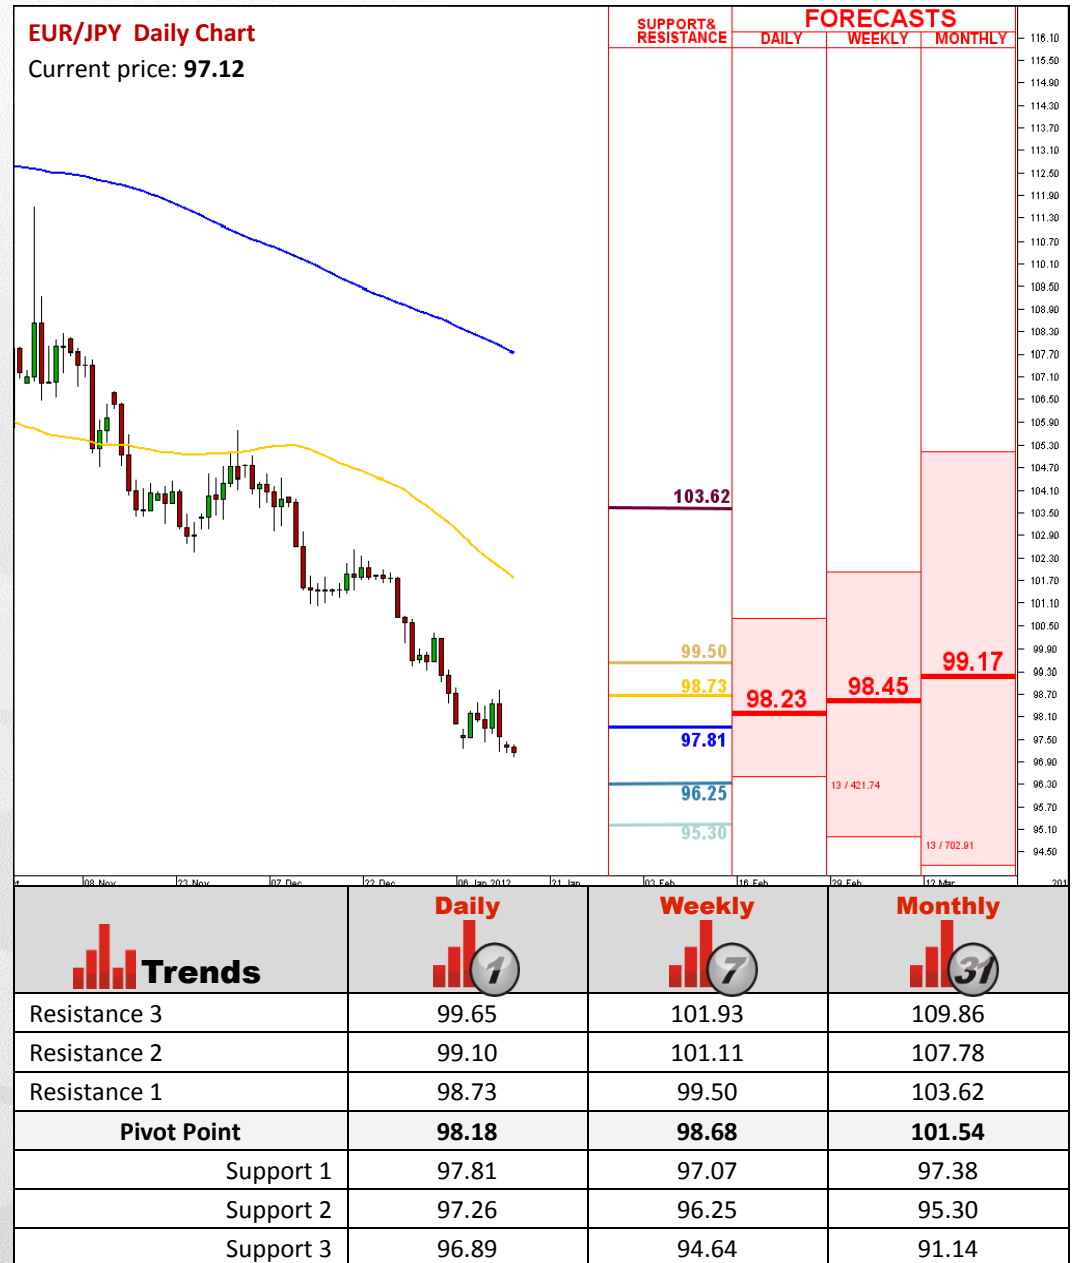 EUR/JPY Daily Chart
Current price: 97.12
SUPPORT&
RESISTANCE
FORECASTS
DAILY WEEKLY MONTHLY
116.10
115.50
114.90
114.30
113.70
113.10
112.50
111.90
111.30
110.70
110.10
109.50
108.90
108.30
107.70
107.10
106.50
105.90
105.30
104.70
104.10
103.50
102.90
102.30
101.70
101.10
100.50
99.90
99.30
98.70
98.10
97.50
96.90
96.30
95.70
95.10
94.50
103.62
99.50
98.73
97.81
96.25
95.30
98.23
98.45
99.17
13 / 421.74
13 / 702.91
08 Nov 23 Nov 07 Dec 22 Dec 06 Jan 2012 21 Jan 03 Feb 16 Feb 29 Feb 12 Mar 201
Trends Daily 1 Weekly 7 Monthly 31
Resistance 3 99.65 101.93 109.86
Resistance 2 99.10 101.11 107.78
Resistance 1 98.73 99.50 103.62
Pivot Point 98.18 98.68 101.54
Support 1 97.81 97.07 97.38
Support 2 97.26 96.25 95.30
Support 3 96.89 94.64 91.14